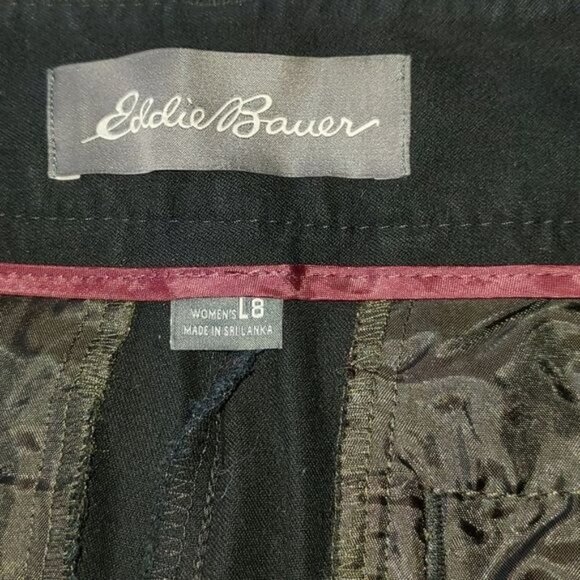 Eddie Bauer
WOMEN'S L8
MADE IN SRI LANKA